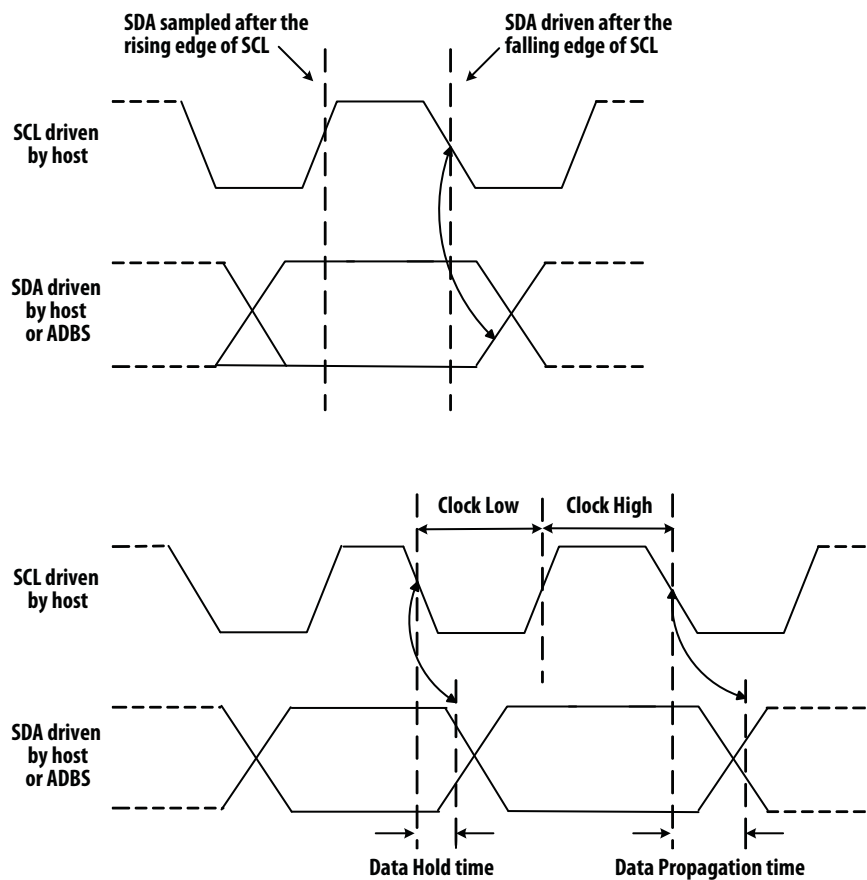 SDA sampled after the
rising edge of SCL
SDA driven after the
falling edge of SCL
SCL driven
by host
SDA driven
by host
or ADBS
Clock Low
Clock High
SCL driven
by host
SDA driven
by host
or ADBS
Data Hold time
Data Propagation time